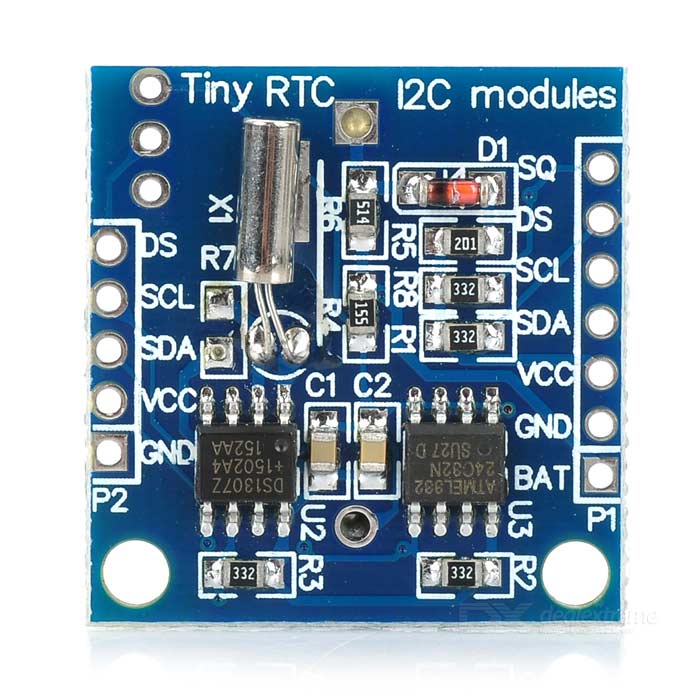 Tiny RTC I2C modules
D1
SQ
DS
SCL
SDA
VCC
GND
BAT
P1
DS
SCL
SDA
VCC
GND
P2
X1
R7
R6
514
R5
201
R4
155
R8
332
R1
332
C1
C2
DS1307Z
+1502A4
152AA
U2
ATMEL932
24C32N
SU27 D
U3
332
R3
332
R2
dealextreme